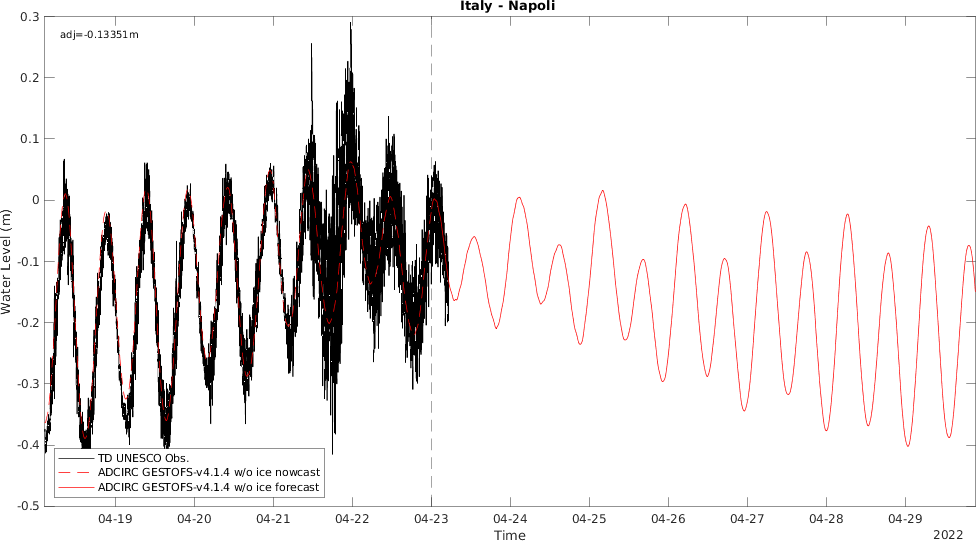 Italy - Napoli
adj=-0.13351m
0.3
0.2
0.1
0
-0.1
-0.2
-0.3
-0.4
-0.5
Water Level (m)
TD UNESCO Obs.
ADCIRC GESTOFS-v4.1.4 w/o ice nowcast
ADCIRC GESTOFS-v4.1.4 w/o ice forecast
04-19 04-20 04-21 04-22 04-23 04-24 04-25 04-26 04-27 04-28 04-29
Time
2022